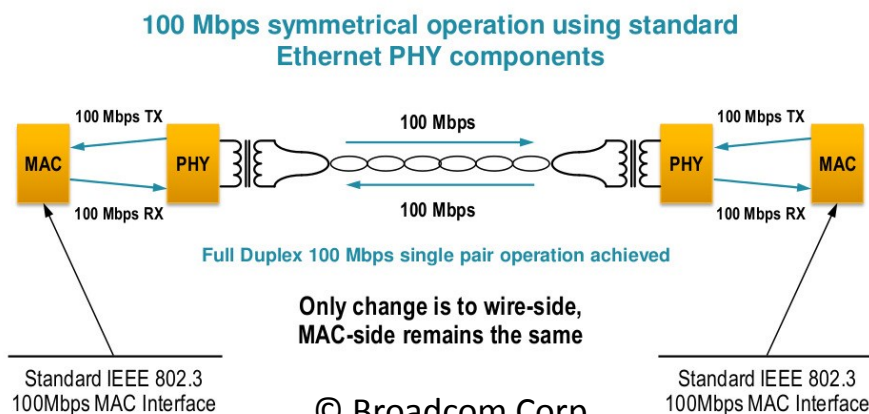 100 Mbps symmetrical operation using standard
Ethernet PHY components
100 Mbps TX
MAC
PHY
100 Mbps RX
100 Mbps
100 Mbps
100 Mbps TX
PHY
MAC
100 Mbps RX
Full Duplex 100 Mbps single pair operation achieved
Only change is to wire-side,
MAC-side remains the same
Standard IEEE 802.3
100Mbps MAC Interface
© Broadcom Corp
Standard IEEE 802.3
100Mbps MAC Interface